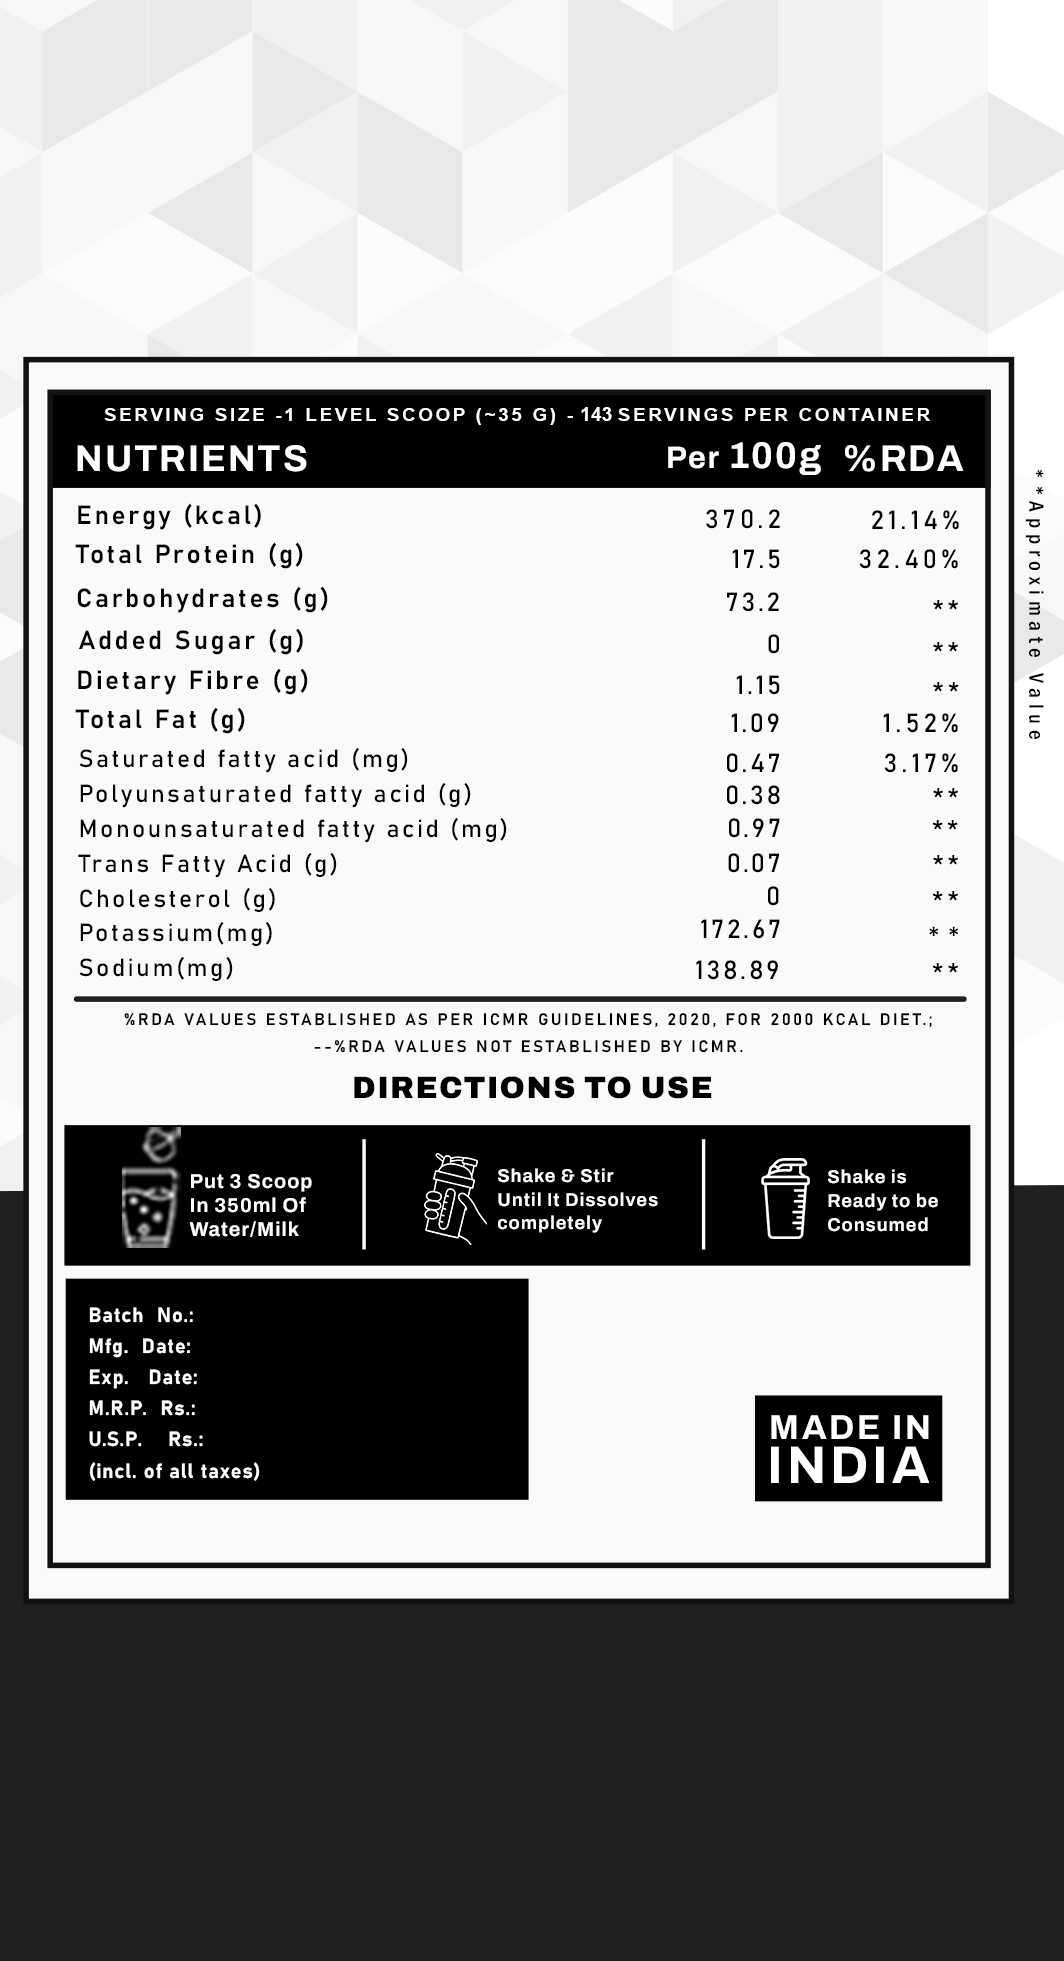 SERVING SIZE -1 LEVEL SCOOP (~35 G) - 143 SERVINGS PER CONTAINER
NUTRIENTS Per 100g %RDA
Energy (kcal) 370.2 21.14%
Total Protein (g) 17.5 32.40%
Carbohydrates (g) 73.2 **
Added Sugar (g) 0 **
Dietary Fibre (g) 1.15 **
Total Fat (g) 1.09 1.52%
Saturated fatty acid (mg) 0.47 3.17%
Polyunsaturated fatty acid (g) 0.38 **
Monounsaturated fatty acid (mg) 0.97 **
Trans Fatty Acid (g) 0.07 **
Cholesterol (g) 0 **
Potassium(mg) 172.67 * *
Sodium(mg) 138.89 **
**Approximate Value
%RDA VALUES ESTABLISHED AS PER ICMR GUIDELINES, 2020, FOR 2000 KCAL DIET.;
--%RDA VALUES NOT ESTABLISHED BY ICMR.
DIRECTIONS TO USE
Put 3 Scoop
In 350ml Of
Water/Milk
Shake & Stir
Until It Dissolves
completely
Shake is
Ready to be
Consumed
Batch No.:
Mfg. Date:
Exp. Date:
M.R.P. Rs.:
U.S.P. Rs.:
(incl. of all taxes)
MADE IN
INDIA